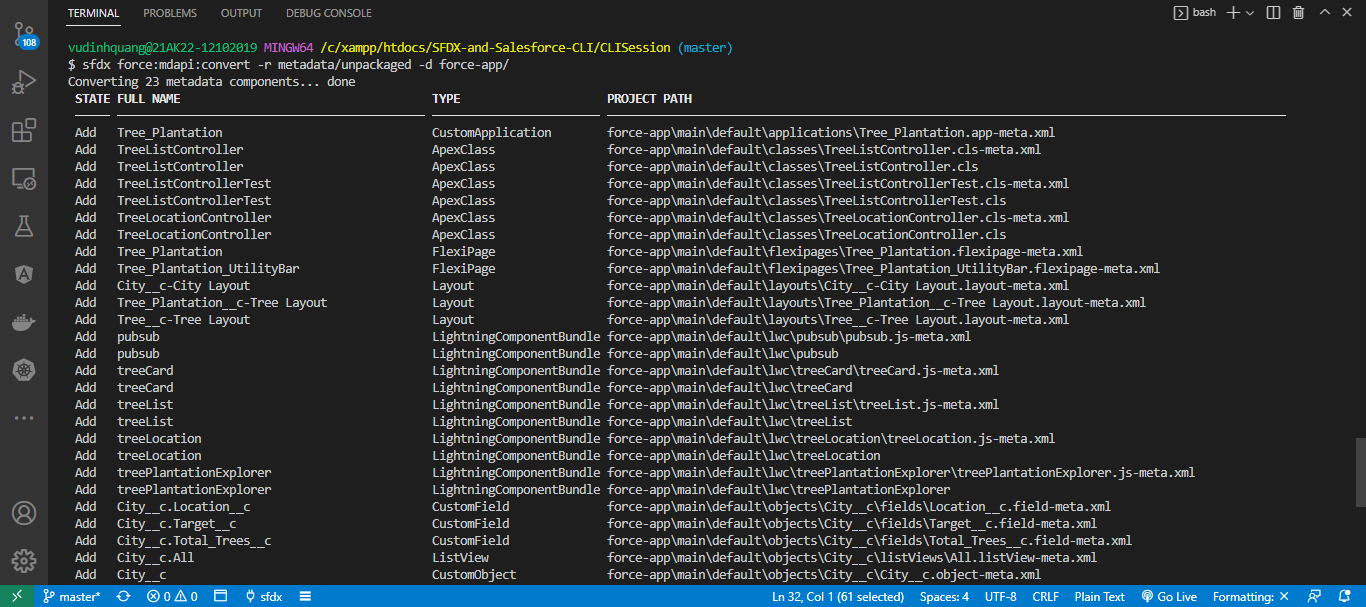 TERMINAL PROBLEMS OUTPUT DEBUG CONSOLE bash
108
vudinhquang@21AK22-12102019 MINGW64 /c/xampp/htdocs/SFDX-and-Salesforce-CLI/CLISession (master)
$ sfdx force:mdapi:convert -r metadata/unpackaged -d force-app/
Converting 23 metadata components... done
STATE FULL NAME TYPE PROJECT PATH
Add Tree_Plantation CustomApplication force-app\main\default\applications\Tree_Plantation.app-meta.xml
Add TreeListController ApexClass force-app\main\default\classes\TreeListController.cls-meta.xml
Add TreeListController ApexClass force-app\main\default\classes\TreeListController.cls
Add TreeListControllerTest ApexClass force-app\main\default\classes\TreeListControllerTest.cls-meta.xml
Add TreeListControllerTest ApexClass force-app\main\default\classes\TreeListControllerTest.cls
Add TreeLocationController ApexClass force-app\main\default\classes\TreeLocationController.cls-meta.xml
Add TreeLocationController ApexClass force-app\main\default\classes\TreeLocationController.cls
Add Tree_Plantation FlexiPage force-app\main\default\flexipages\Tree_Plantation.flexipage-meta.xml
Add Tree_Plantation_UtilityBar FlexiPage force-app\main\default\flexipages\Tree_Plantation_UtilityBar.flexipage-meta.xml
Add City__c-City Layout Layout force-app\main\default\layouts\City__c-City Layout.layout-meta.xml
Add Tree_Plantation__c-Tree Layout Layout force-app\main\default\layouts\Tree_Plantation__c-Tree Layout.layout-meta.xml
Add Tree__c-Tree Layout Layout force-app\main\default\layouts\Tree__c-Tree Layout.layout-meta.xml
Add pubsub LightningComponentBundle force-app\main\default\lwc\pubsub\pubsub.js-meta.xml
Add pubsub LightningComponentBundle force-app\main\default\lwc\pubsub
Add treeCard LightningComponentBundle force-app\main\default\lwc\treeCard\treeCard.js-meta.xml
Add treeCard LightningComponentBundle force-app\main\default\lwc\treeCard
Add treeList LightningComponentBundle force-app\main\default\lwc\treeList\treeList.js-meta.xml
Add treeList LightningComponentBundle force-app\main\default\lwc\treeList
Add treeLocation LightningComponentBundle force-app\main\default\lwc\treeLocation\treeLocation.js-meta.xml
Add treeLocation LightningComponentBundle force-app\main\default\lwc\treeLocation
Add treePlantationExplorer LightningComponentBundle force-app\main\default\lwc\treePlantationExplorer\treePlantationExplorer.js-meta.xml
Add treePlantationExplorer LightningComponentBundle force-app\main\default\lwc\treePlantationExplorer
Add City__c.Location__c CustomField force-app\main\default\objects\City__c\fields\Location__c.field-meta.xml
Add City__c.Target__c CustomField force-app\main\default\objects\City__c\fields\Target__c.field-meta.xml
Add City__c.Total_Trees__c CustomField force-app\main\default\objects\City__c\fields\Total_Trees__c.field-meta.xml
Add City__c.All ListView force-app\main\default\objects\City__c\listViews\All.listView-meta.xml
Add City__c CustomObject force-app\main\default\objects\City__c\City__c.object-meta.xml
master* 0 0 sfdx Ln 32, Col 1 (61 selected) Spaces: 4 UTF-8 CRLF Plain Text Go Live Formatting: ×